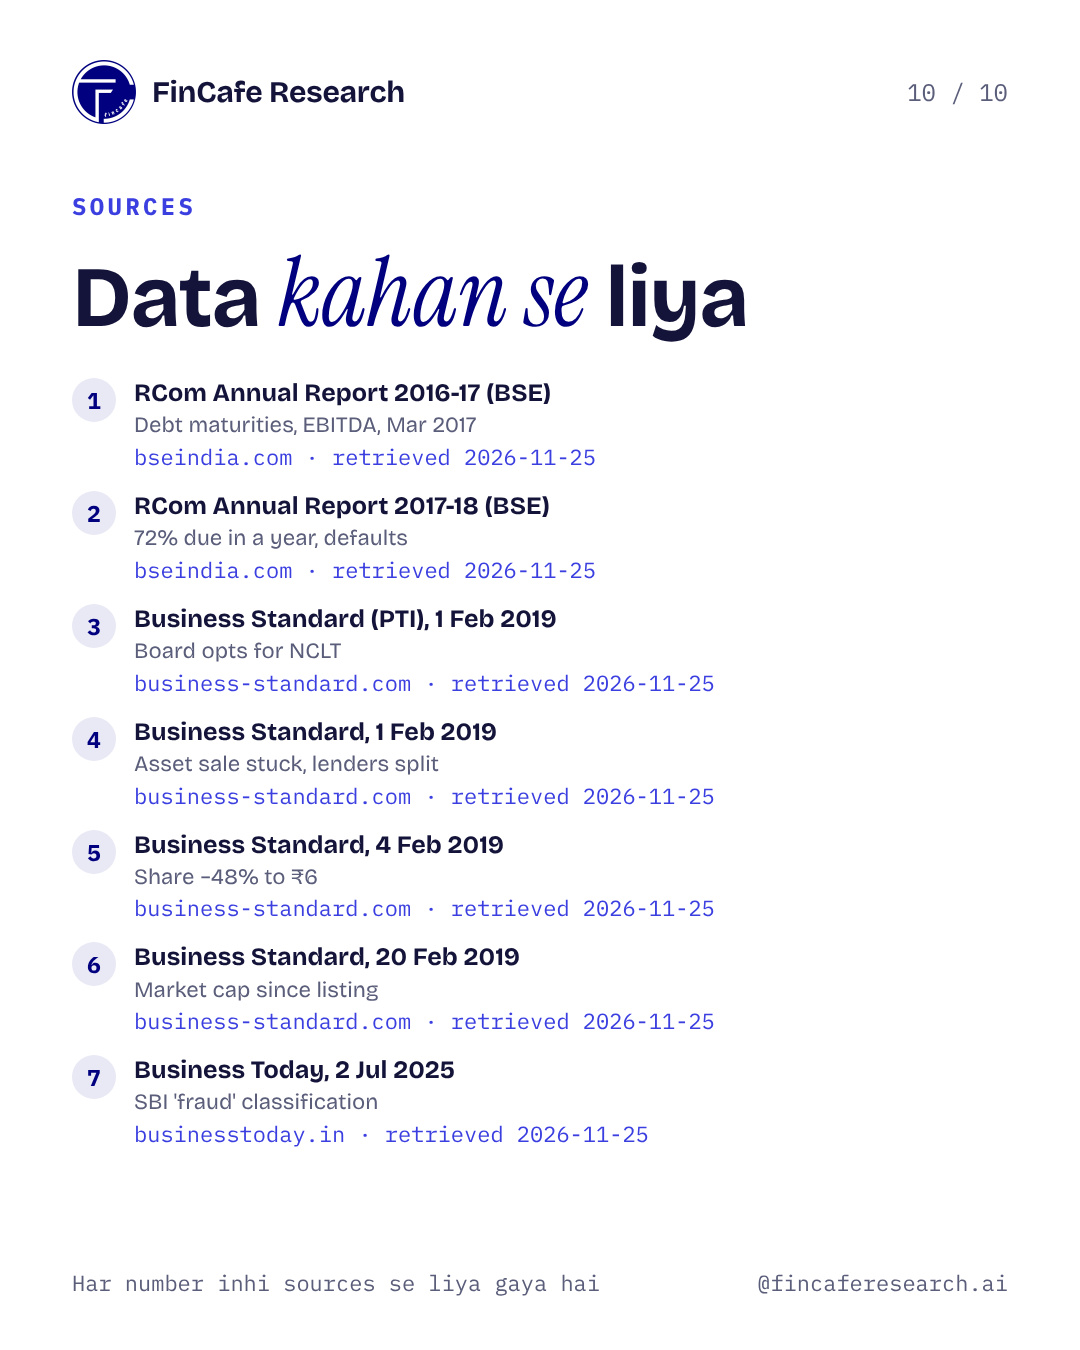 FinCafe Research
10 / 10
SOURCES
Data kahan se liya
1 RCom Annual Report 2016-17 (BSE)
Debt maturities, EBITDA, Mar 2017
bseindia.com · retrieved 2026-11-25
2 RCom Annual Report 2017-18 (BSE)
72% due in a year, defaults
bseindia.com · retrieved 2026-11-25
3 Business Standard (PTI), 1 Feb 2019
Board opts for NCLT
business-standard.com · retrieved 2026-11-25
4 Business Standard, 1 Feb 2019
Asset sale stuck, lenders split
business-standard.com · retrieved 2026-11-25
5 Business Standard, 4 Feb 2019
Share −48% to ₹6
business-standard.com · retrieved 2026-11-25
6 Business Standard, 20 Feb 2019
Market cap since listing
business-standard.com · retrieved 2026-11-25
7 Business Today, 2 Jul 2025
SBI 'fraud' classification
businesstoday.in · retrieved 2026-11-25
Har number inhi sources se liya gaya hai
@fincaferesearch.ai